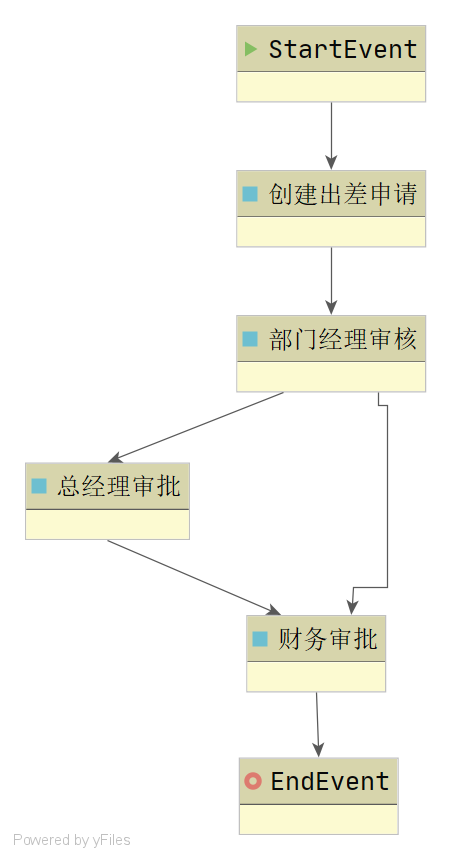 StartEvent
创建出差申请
部门经理审核
总经理审批
财务审批
EndEvent
Powered by yFiles